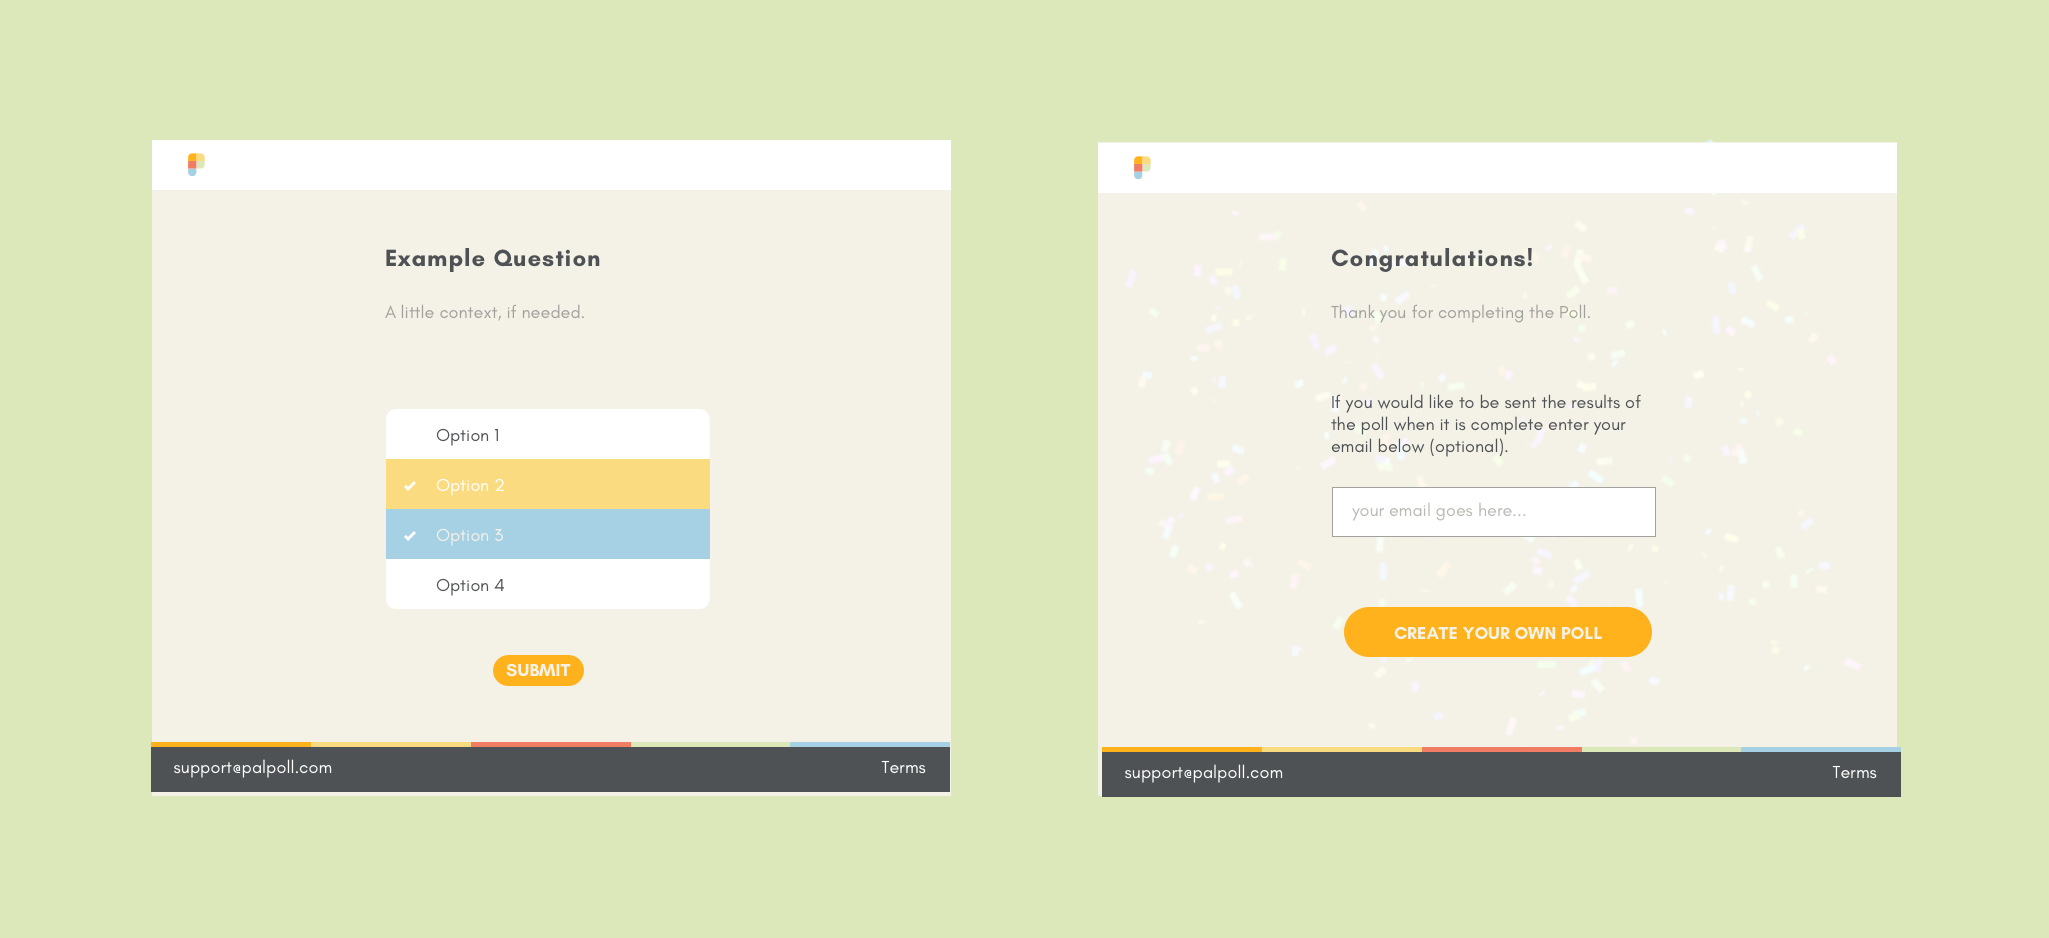 Example Question
A little context, if needed.
Option 1
Option 2
Option 3
Option 4
SUBMIT
support@palpoll.com
Terms
Congratulations!
Thank you for completing the Poll.
If you would like to be sent the results of
the poll when it is complete enter your
email below (optional).
your email goes here...
CREATE YOUR OWN POLL
support@palpoll.com
Terms